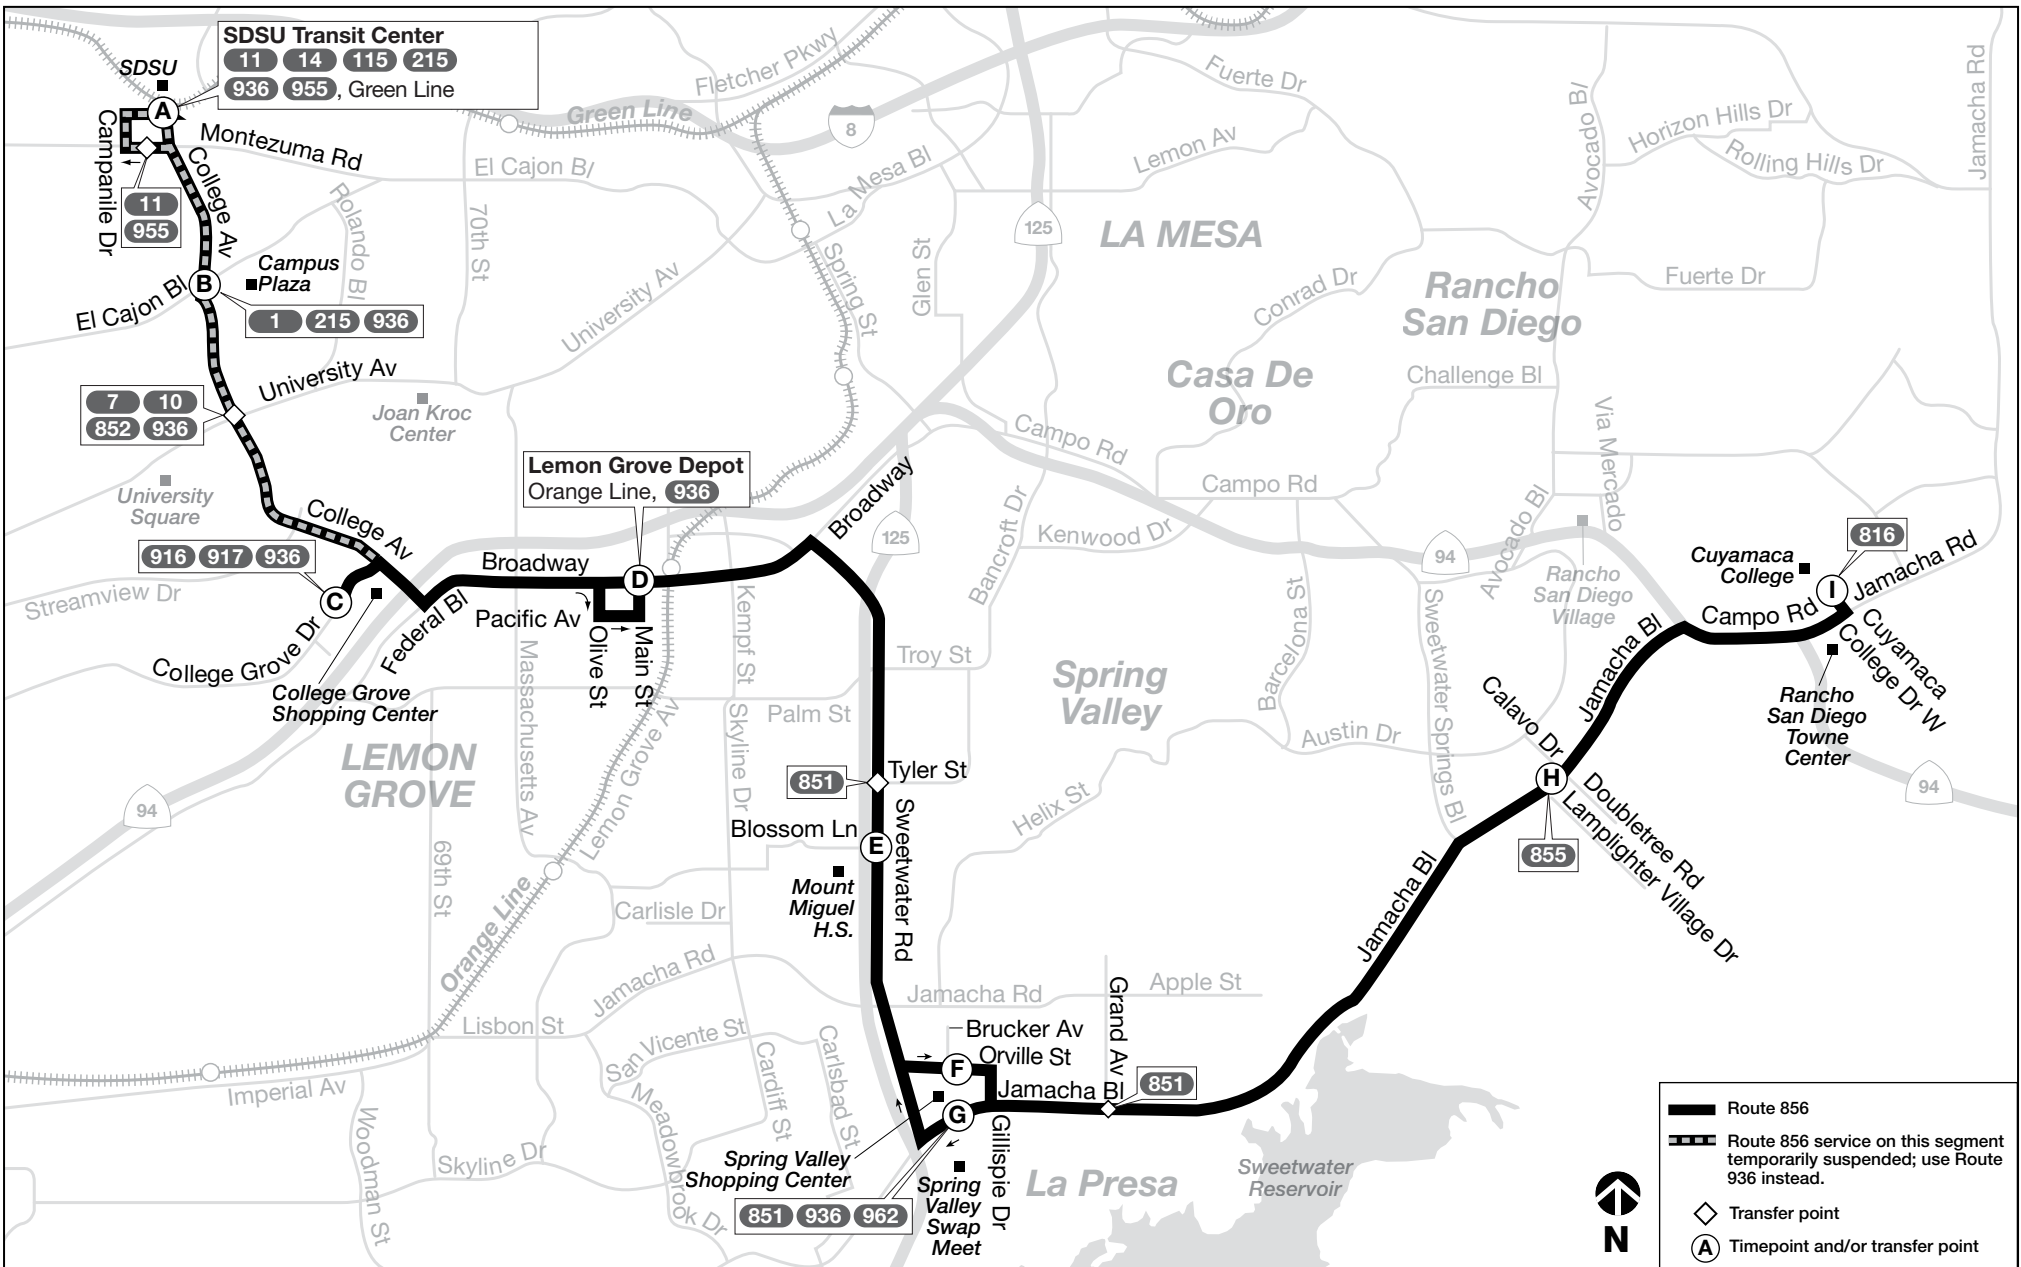 SDSU Transit Center
11 14 115 215
936 955, Green Line
SDSU
A
Campanile Dr
Montezuma Rd
College Av
11
955
Fletcher Pkwy
Green Line
8
El Cajon Bl
La Mesa Bl
Rolando Bl
70th St
University Av
Spring St
Glen St
125
LA MESA
Fuerte Dr
Lemon Av
Avocapo Bl
Horizon Hills Dr
Rolling Hills Dr
Jamacha Rd
Fuerte Dr
Conrad Dr
Rancho
San Diego
Casa De
Oro
Challenge Bl
Via Mercado
B
Campus
Plaza
El Cajon Bl
1 215 936
University Av
7 10
852 936
Joan Kroc
Center
University
Square
College Av
916 917 936
C
Streamview Dr
College Grove Dr
College Grove
Shopping Center
Federal Bl
Lemon Grove Depot
Orange Line, 936
Broadway
D
Broadway
Pacific Av
Olive St
Main St
Massachusetts Av
Kempf St
125
Campo Rd
Campo Rd
Bancroft Dr
Kenwood Dr
94
Avocado Bl
Rancho
San Diego
Village
Cuyamaca
College
816
I
Jamacha Rd
Campo Rd
Cuyamaca
College Dr W
Rancho
San Diego
Towne
Center
94
Jamacha Bl
Calavo Dr
H
Doubletree Rd
Lamplighter Village Dr
855
Sweetwater Springs Bl
Barcelona St
Austin Dr
Spring
Valley
Helix St
Troy St
Palm St
Skyline Dr
Lemon Grove Av
LEMON
GROVE
94
69th St
Orange Line
851
Tyler St
Blossom Ln
E
Sweetwater Rd
Mount
Miguel
H.S.
Carlisle Dr
Jamacha Rd
Lisbon St
San Vicente St
Cardiff St
Carlsbad St
Meadowbrook Dr
Imperial Av
Woodman St
Skyline Dr
Jamacha Rd
Apple St
Grand Av
Jamacha Bl
Brucker Av
Orville St
F
Jamacha Bl
851
G
Gillispie Dr
Spring Valley
Shopping Center
851 936 962
Spring
Valley
Swap
Meet
La Presa
Sweetwater
Reservoir
N
Route 856
Route 856 service on this segment
temporarily suspended; use Route
936 instead.
Transfer point
A Timepoint and/or transfer point